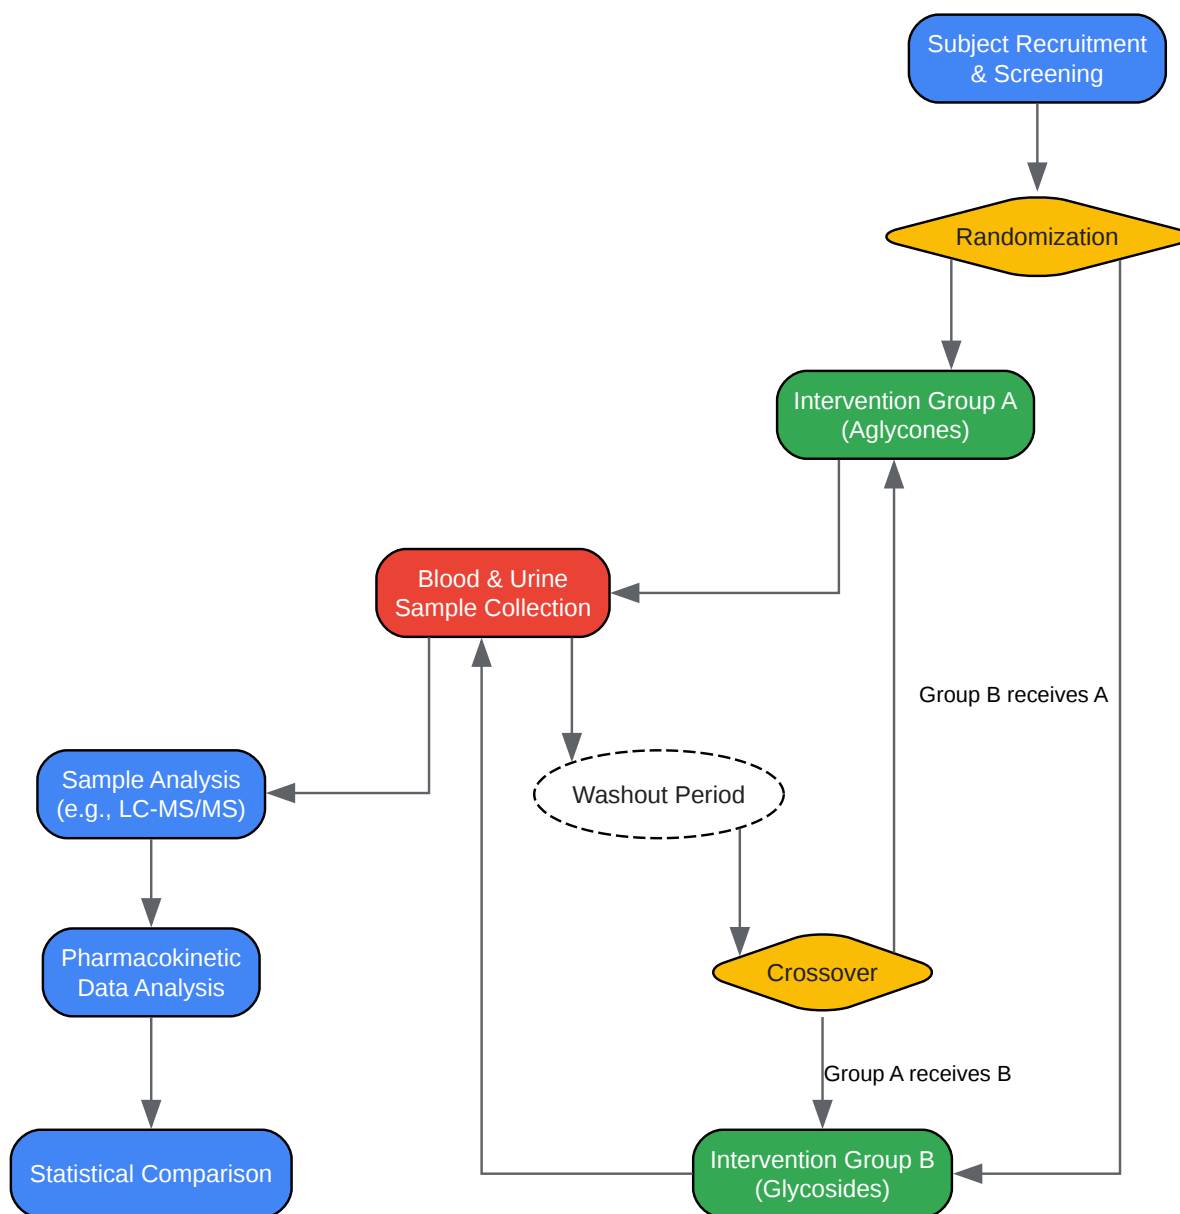 Subject Recruitment
& Screening
Randomization
Intervention Group A
(Aglycones)
Blood & Urine
Sample Collection
Group B receives A
Sample Analysis
(e.g., LC-MS/MS)
Washout Period
Pharmacokinetic
Data Analysis
Crossover
Group A receives B
Statistical Comparison
Intervention Group B
(Glycosides)